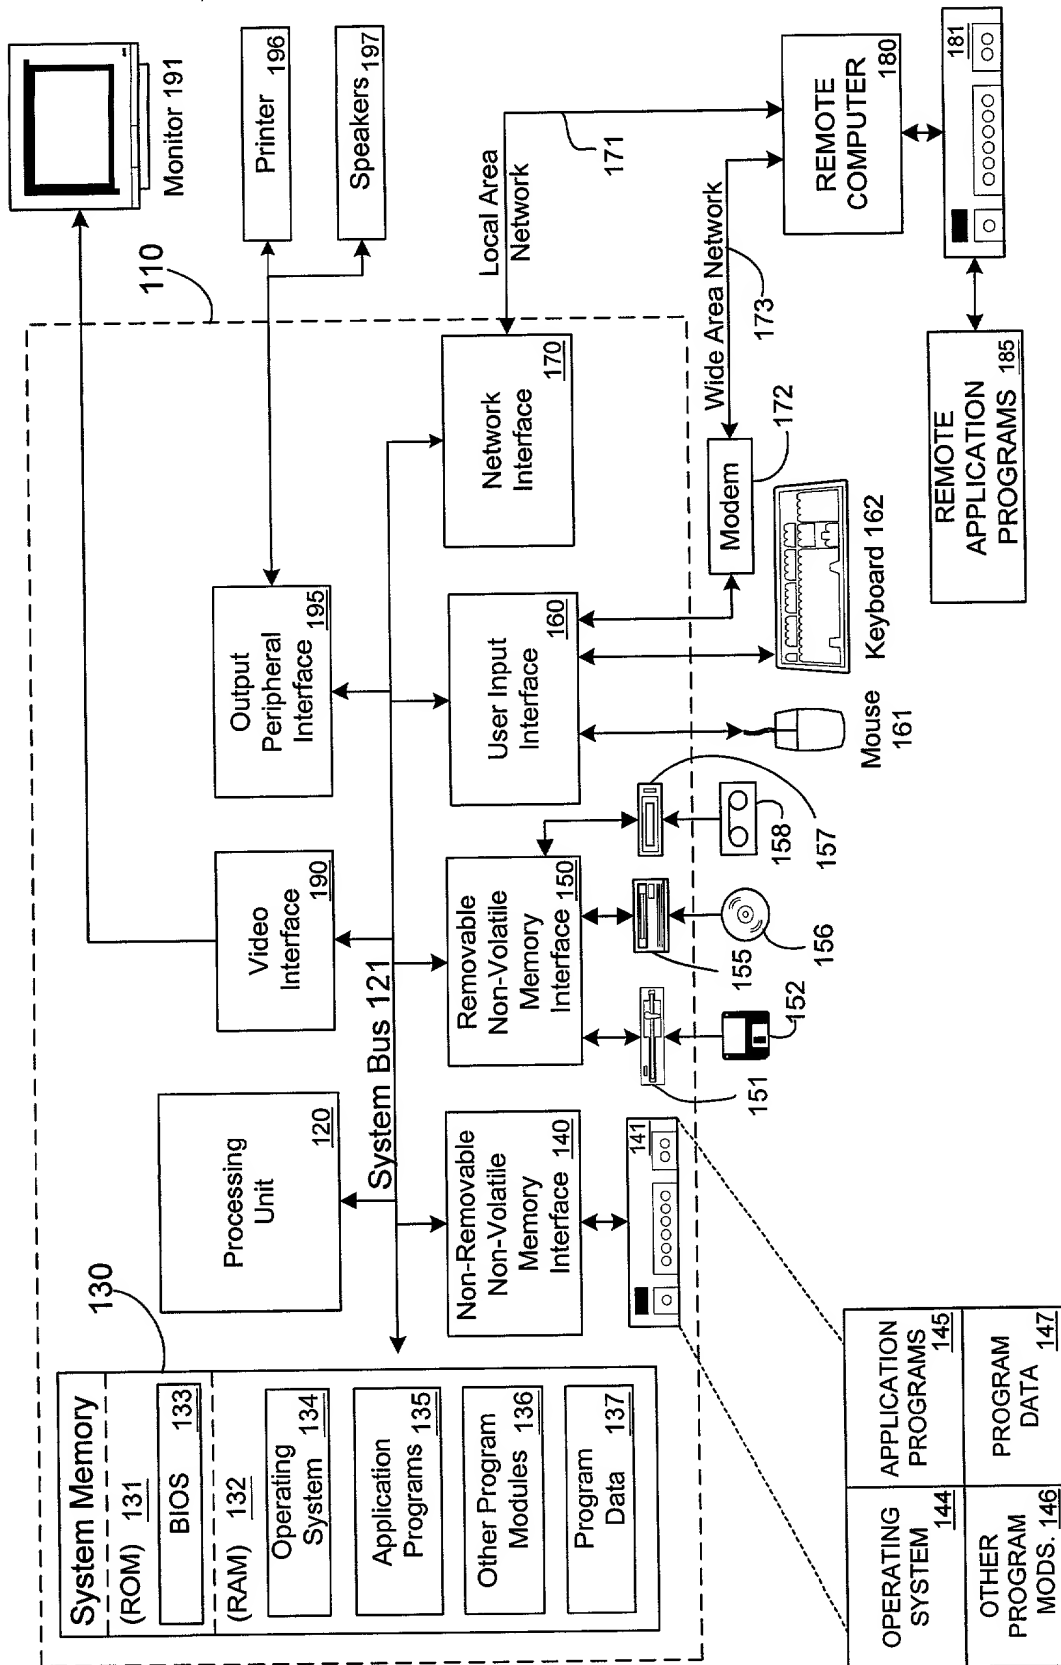 System Memory
(ROM) 131
BIOS 133
(RAM) 132
Operating
System 134
Application
Programs 135
Other Program
Modules 136
Program
Data 137
130
Processing
Unit
120
Video
Interface
190
Output
Peripheral
Interface
195
110
Monitor 191
Printer
196
Speakers
197
System Bus 121
Non-Removable
Non-Volatile
Memory
Interface 140
Removable
Non-Volatile
Memory
Interface 150
User Input
Interface
160
Network
Interface
170
Local Area
Network
171
141
151
152
155
156
157
158
Mouse
161
Keyboard 162
Modem
172
Wide Area Network
173
REMOTE
COMPUTER
180
181
OPERATING
SYSTEM 144
APPLICATION
PROGRAMS 145
OTHER
PROGRAM
MODS. 146
PROGRAM
DATA 147
REMOTE
APPLICATION
PROGRAMS 185